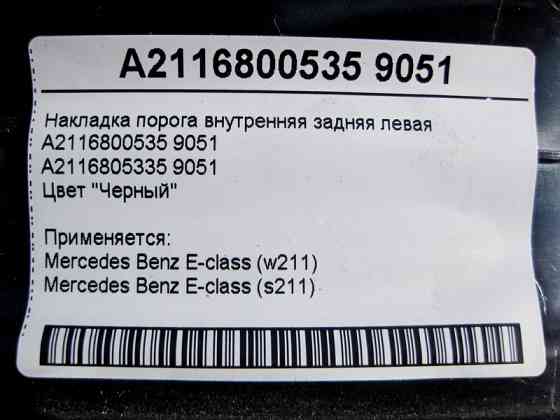 A2116800535 9051
Накладка порога внутренняя задняя левая
A2116800535 9051
A2116805335 9051
Цвет "Черный"
Применяется:
Mercedes Benz E-class (w211)
Mercedes Benz E-class (s211)